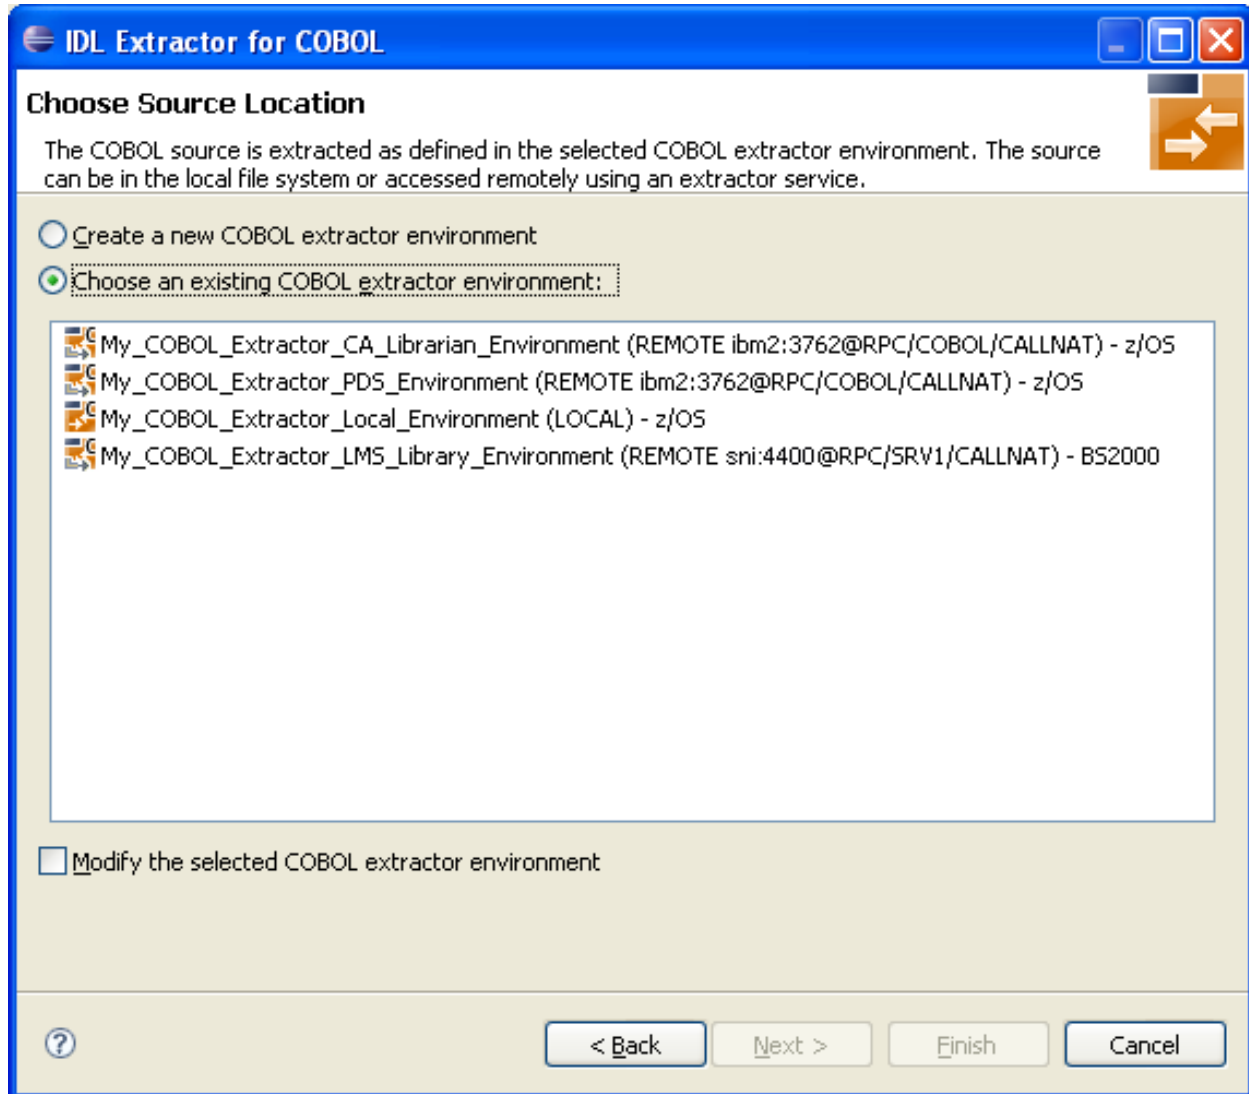 IDL Extractor for COBOL
Choose Source Location
The COBOL source is extracted as defined in the selected COBOL extractor environment. The source
can be in the local file system or accessed remotely using an extractor service.
Create a new COBOL extractor environment
Choose an existing COBOL extractor environment:
My_COBOL_Extractor_CA_Librarian_Environment (REMOTE ibm2:3762@RPC/COBOL/CALLNAT) - z/OS
My_COBOL_Extractor_PDS_Environment (REMOTE ibm2:3762@RPC/COBOL/CALLNAT) - z/OS
My_COBOL_Extractor_Local_Environment (LOCAL) - z/OS
My_COBOL_Extractor_LMS_Library_Environment (REMOTE sni:4400@RPC/SRV1/CALLNAT) - BS2000
Modify the selected COBOL extractor environment
? < Back Next > Finish Cancel